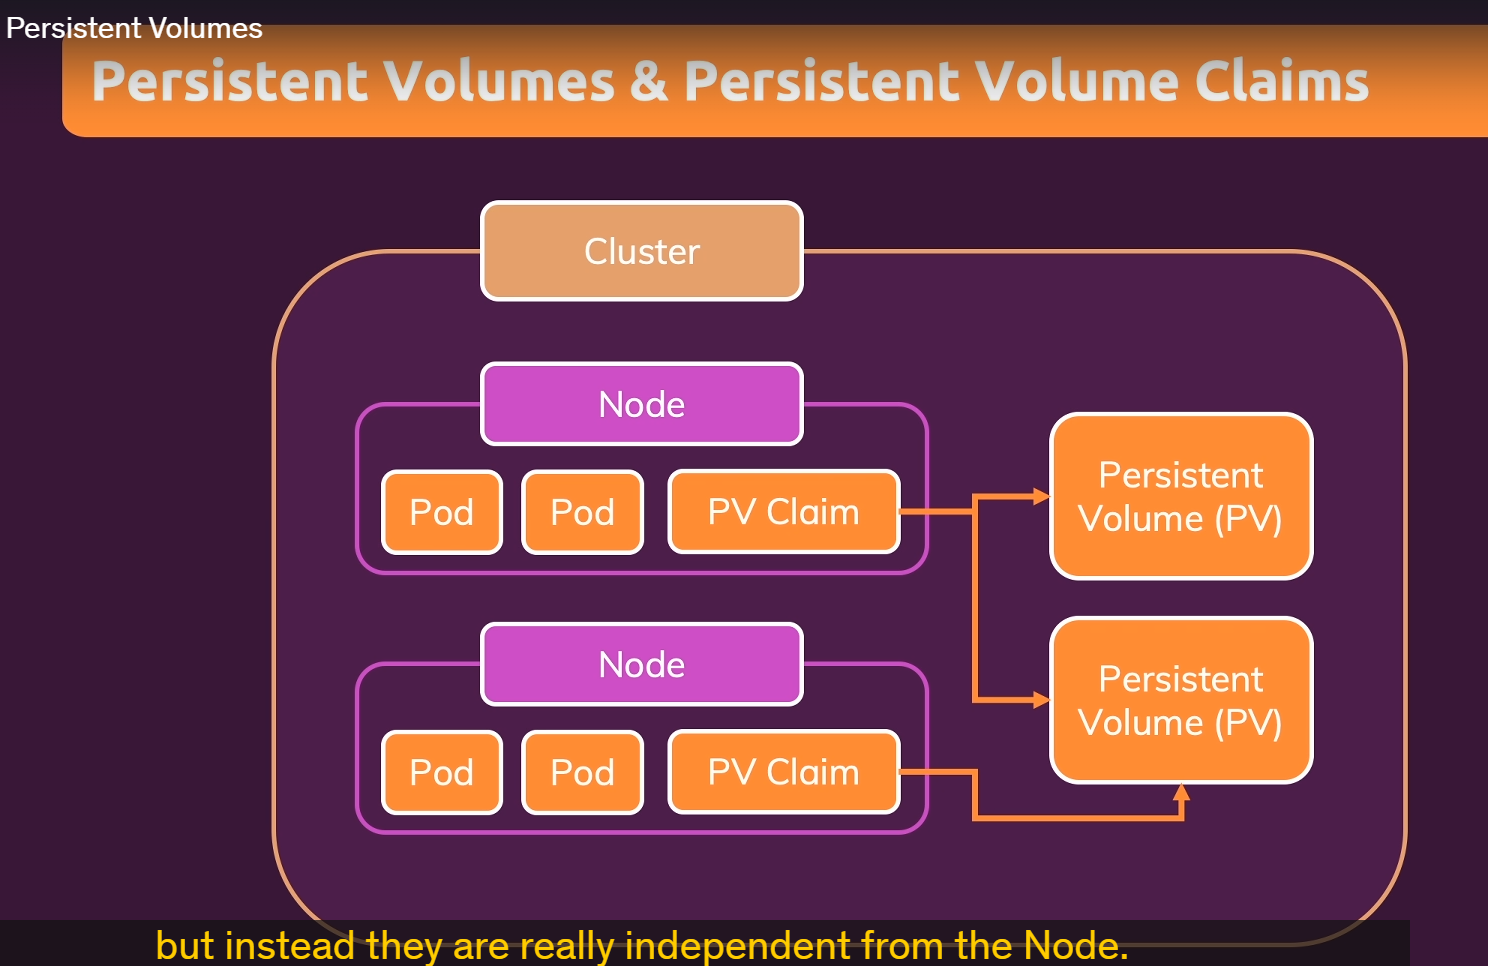 Persistent Volumes
Persistent Volumes & Persistent Volume Claims
Cluster
Node
Pod
Pod
PV Claim
Persistent
Volume (PV)
Node
Pod
Pod
PV Claim
Persistent
Volume (PV)
but instead they are really independent from the Node.